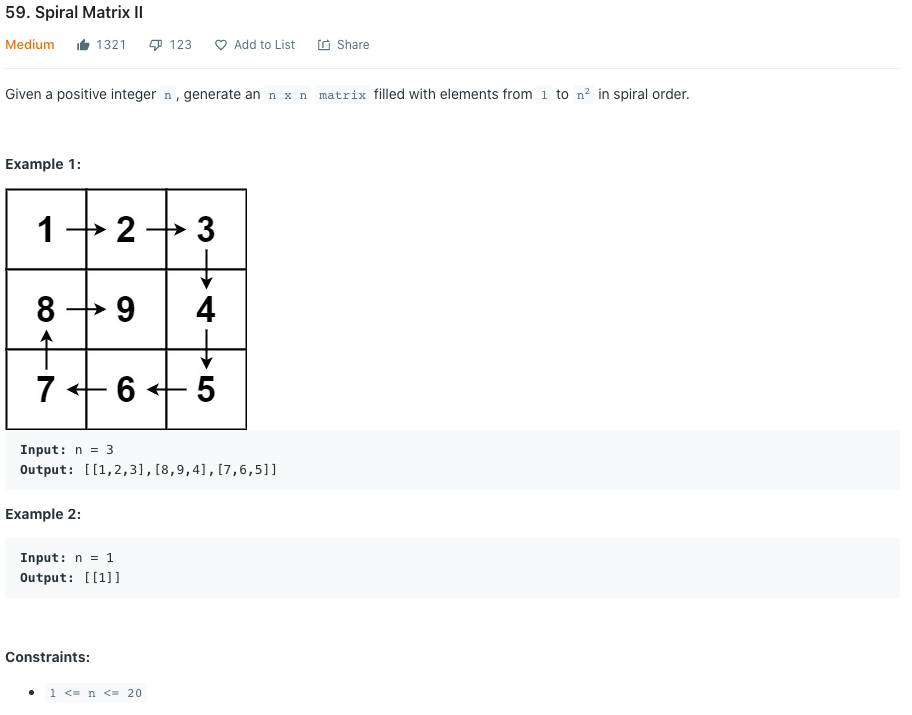 59. Spiral Matrix II
Medium 1321 123 Add to List Share
Given a positive integer n, generate an n x n matrix filled with elements from 1 to n² in spiral order.
Example 1:
1 2 3
8 9 4
7 6 5
Input: n = 3
Output: [[1,2,3],[8,9,4],[7,6,5]]
Example 2:
Input: n = 1
Output: [[1]]
Constraints:
• 1 <= n <= 20